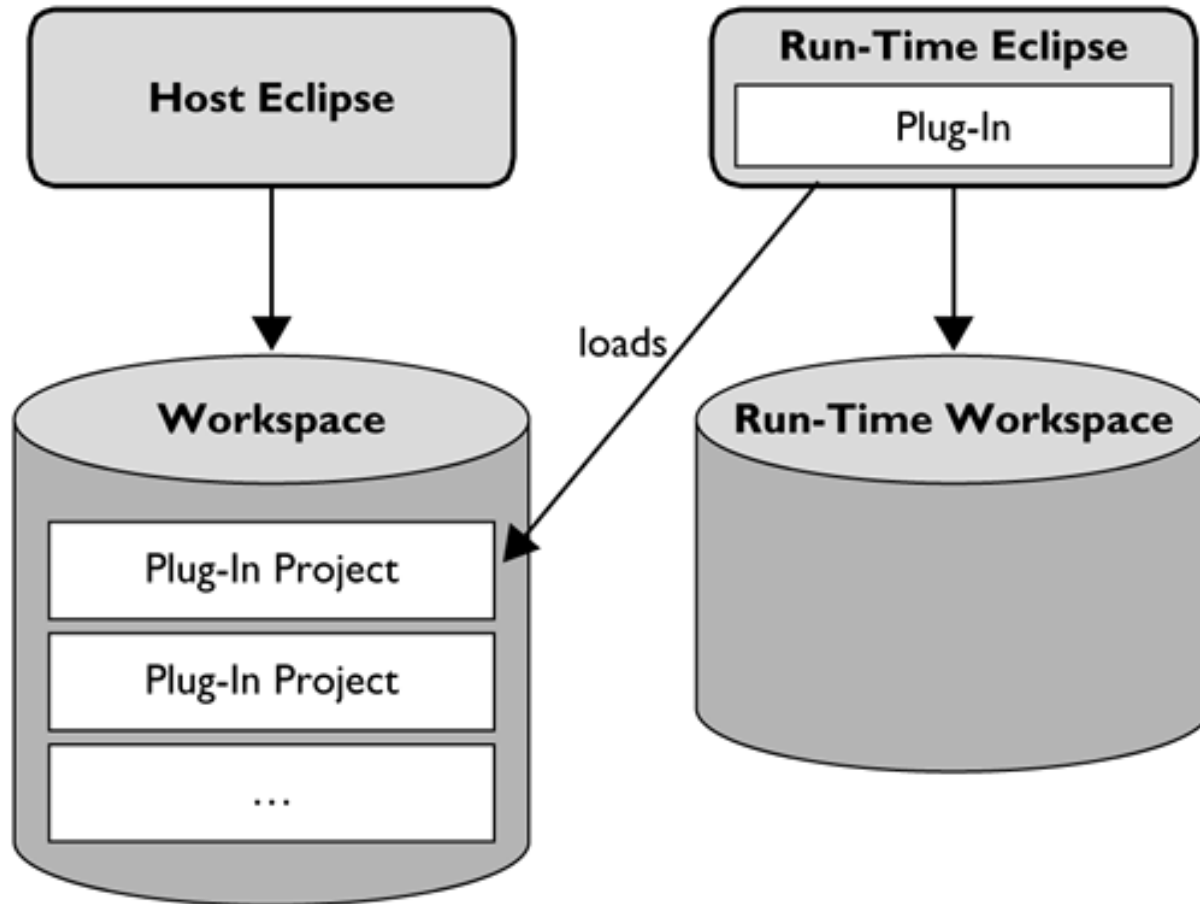 Host Eclipse
Run-Time Eclipse
Plug-In
loads
Workspace
Run-Time Workspace
Plug-In Project
Plug-In Project
...